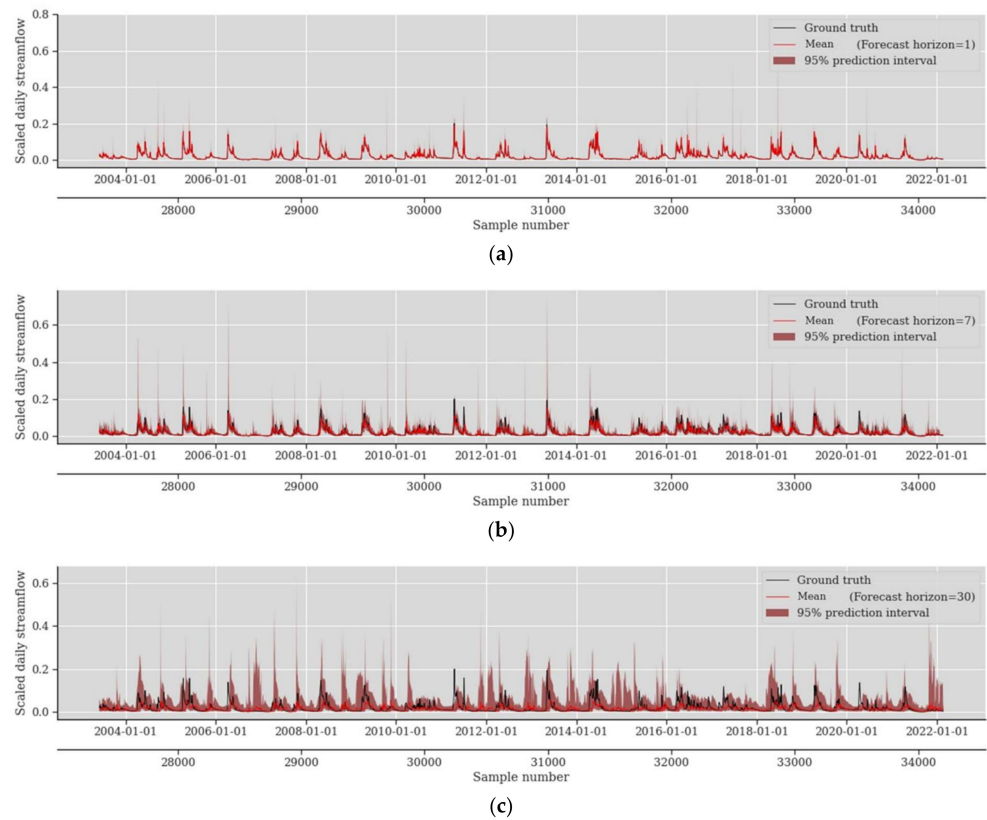 Scaled daily streamflow
0.8
0.6
0.4
0.2
0.0
Ground truth
Mean (Forecast horizon=1)
95% prediction interval
2004-01-01 2006-01-01 2008-01-01 2010-01-01 2012-01-01 2014-01-01 2016-01-01 2018-01-01 2020-01-01 2022-01-01
28000 29000 30000 31000 32000 33000 34000
Sample number
(a)
Scaled daily streamflow
0.6
0.4
0.2
0.0
Ground truth
Mean (Forecast horizon=7)
95% prediction interval
2004-01-01 2006-01-01 2008-01-01 2010-01-01 2012-01-01 2014-01-01 2016-01-01 2018-01-01 2020-01-01 2022-01-01
28000 29000 30000 31000 32000 33000 34000
Sample number
(b)
Scaled daily streamflow
0.6
0.4
0.2
0.0
Ground truth
Mean (Forecast horizon=30)
95% prediction interval
2004-01-01 2006-01-01 2008-01-01 2010-01-01 2012-01-01 2014-01-01 2016-01-01 2018-01-01 2020-01-01 2022-01-01
28000 29000 30000 31000 32000 33000 34000
Sample number
(c)